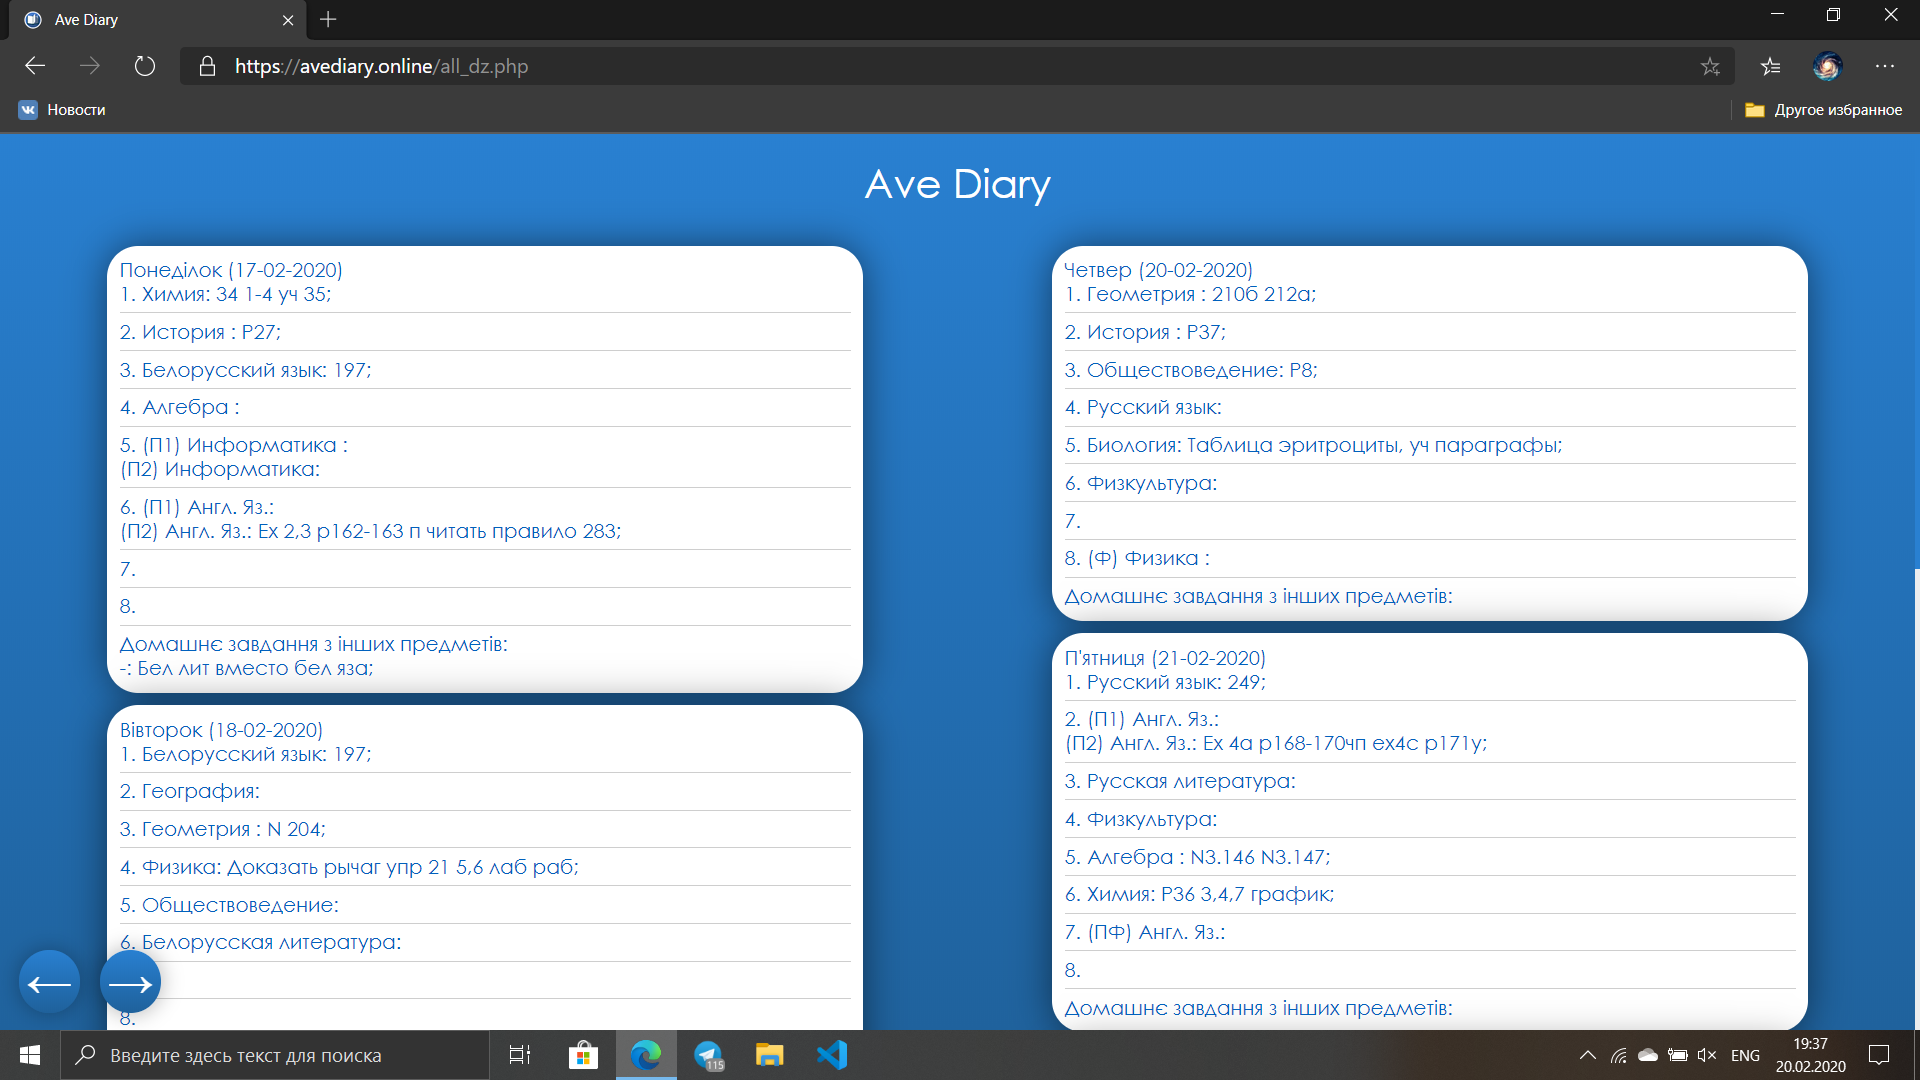 Ave Diary
https://avediary.online/all_dz.php
Новости
Другое избранное
Ave Diary
Понеділок (17-02-2020)
1. Химия: 34 1-4 уч 35;
2. История : Р27;
3. Белорусский язык: 197;
4. Алгебра :
5. (П1) Информатика :
(П2) Информатика:
6. (П1) Англ. Яз.:
(П2) Англ. Яз.: Ex 2,3 p162-163 п читать правило 283;
7.
8.
Домашнє завдання з інших предметів:
-: Бел лит вместо бел яза;
Вівторок (18-02-2020)
1. Белорусский язык: 197;
2. География:
3. Геометрия : N 204;
4. Физика: Доказать рычаг упр 21 5,6 лаб раб;
5. Обществоведение:
6. Белорусская литература:
8.
Четвер (20-02-2020)
1. Геометрия : 210б 212а;
2. История : Р37;
3. Обществоведение: Р8;
4. Русский язык:
5. Биология: Таблица эритроциты, уч параграфы;
6. Физкультура:
7.
8. (Ф) Физика :
Домашнє завдання з інших предметів:
П'ятниця (21-02-2020)
1. Русский язык: 249;
2. (П1) Англ. Яз.:
(П2) Англ. Яз.: Ex 4a p168-170чп ex4c p171y;
3. Русская литература:
4. Физкультура:
5. Алгебра : N3.146 N3.147;
6. Химия: Р36 3,4,7 график;
7. (ПФ) Англ. Яз.:
8.
Домашнє завдання з інших предметів:
← →
Введите здесь текст для поиска
115
ENG
19:37
20.02.2020